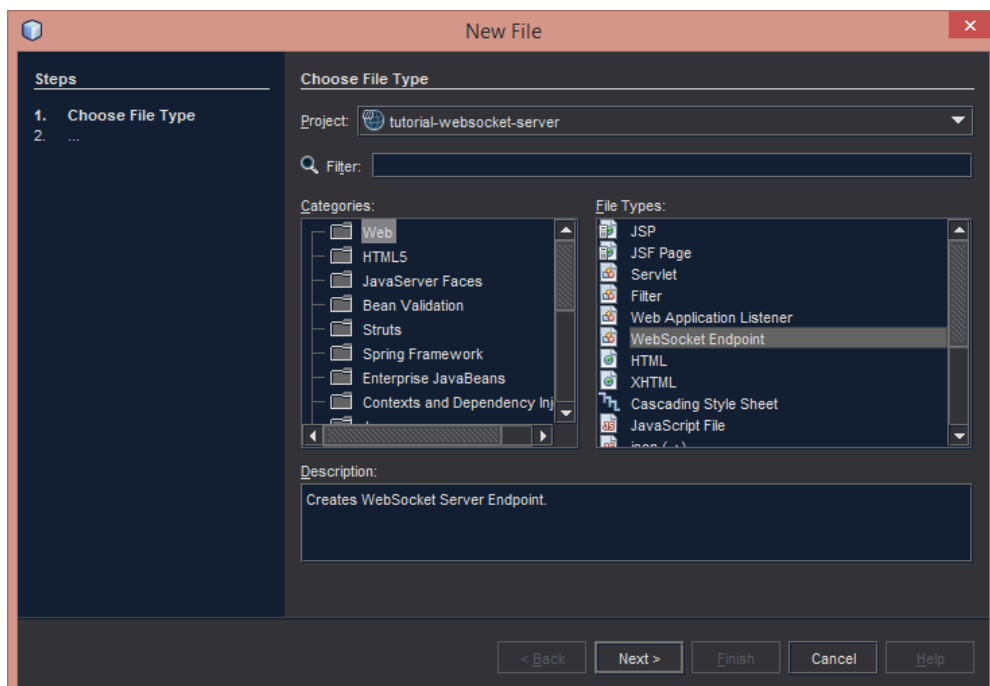 New File
Steps
1. Choose File Type
2. ...
Choose File Type
Project: tutorial-websocket-server
Filter:
Categories:
Web
HTML5
JavaServer Faces
Bean Validation
Struts
Spring Framework
Enterprise JavaBeans
Contexts and Dependency Inj
File Types:
JSP
JSF Page
Servlet
Filter
Web Application Listener
WebSocket Endpoint
HTML
XHTML
Cascading Style Sheet
JavaScript File
Description:
Creates WebSocket Server Endpoint.
< Back Next > Finish Cancel Help